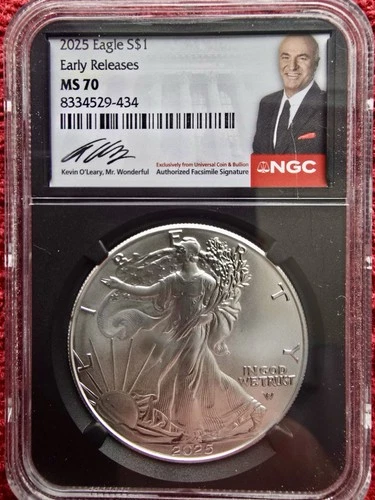 2025 Eagle S$1
Early Releases
MS 70
8334529-434
Kevin O'Leary, Mr. Wonderful
Exclusively from Universal Coin & Bullion
Authorized Facsimile Signature
NGC
LIBERTY
IN GOD
WE TRUST
2025